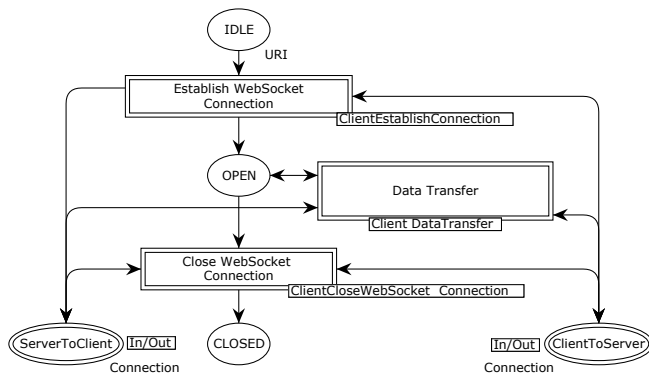 IDLE
URI
Establish WebSocket
Connection
ClientEstablishConnection
OPEN
Data Transfer
Client DataTransfer
Close WebSocket
Connection
ClientCloseWebSocket Connection
ServerToClient
In/Out
CLOSED
In/Out
ClientToServer
Connection
Connection